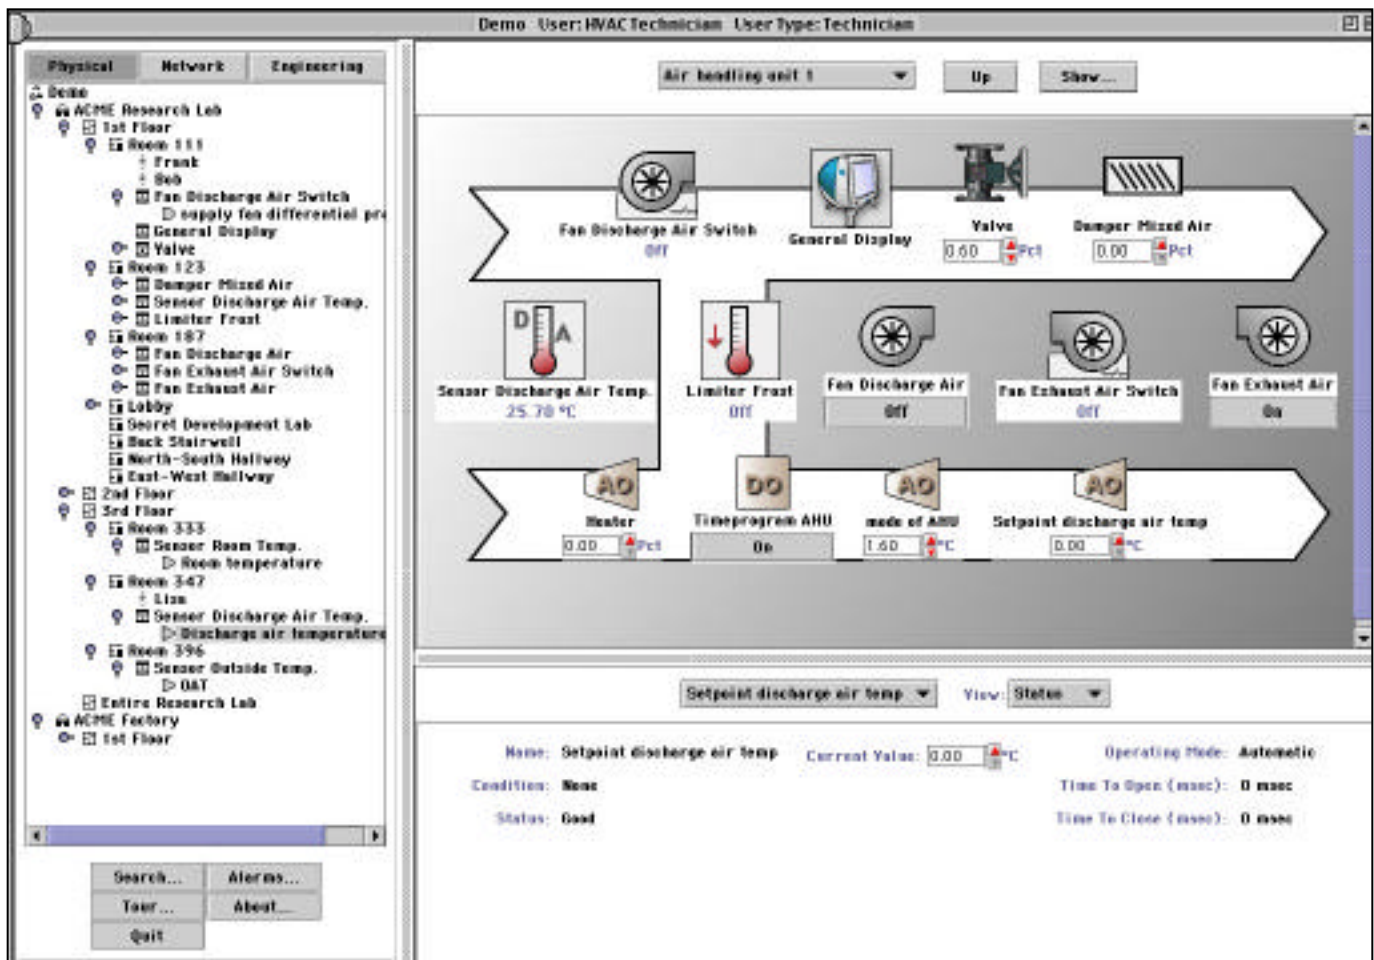 Demo User: HVAC Technician User Type: Technician
Physical Network Engineering
Demo
ACME Research Lab
1st Floor
Room 111
Frank
Bob
Fan Discharge Air Switch
supply fan differential pre
General Display
Valve
Room 123
Damper Mixed Air
Sensor Discharge Air Temp.
Limiter Frost
Room 187
Fan Discharge Air
Fan Exhaust Air Switch
Fan Exhaust Air
Lobby
Secret Development Lab
Back Stairwell
North-South Hallway
East-West Hallway
2nd Floor
3rd Floor
Room 333
Sensor Room Temp.
Room temperature
Room 347
Lisa
Sensor Discharge Air Temp.
Discharge air temperature
Room 396
Sensor Outside Temp.
OAT
Entire Research Lab
ACME Factory
1st Floor
Search... Alarms...
Tour... About...
Quit
Air handling unit 1 Up Show...
Fan Discharge Air Switch
Off
General Display
Valve
0.60 Pct
Damper Mixed Air
0.00 Pct
D A
Sensor Discharge Air Temp.
25.70 °C
Limiter Frost
Off
Fan Discharge Air
Off
Fan Exhaust Air Switch
Off
Fan Exhaust Air
On
AO
Heater
0.00 Pct
DO
Timeprogram AHU
On
AO
mode of AHU
1.60 °C
AO
Setpoint discharge air temp
0.00 °C
Setpoint discharge air temp View: Status
Name: Setpoint discharge air temp Current Value: 0.00 °C Operating Mode: Automatic
Condition: None Time To Open (msec): 0 msec
Status: Good Time To Close (msec): 0 msec